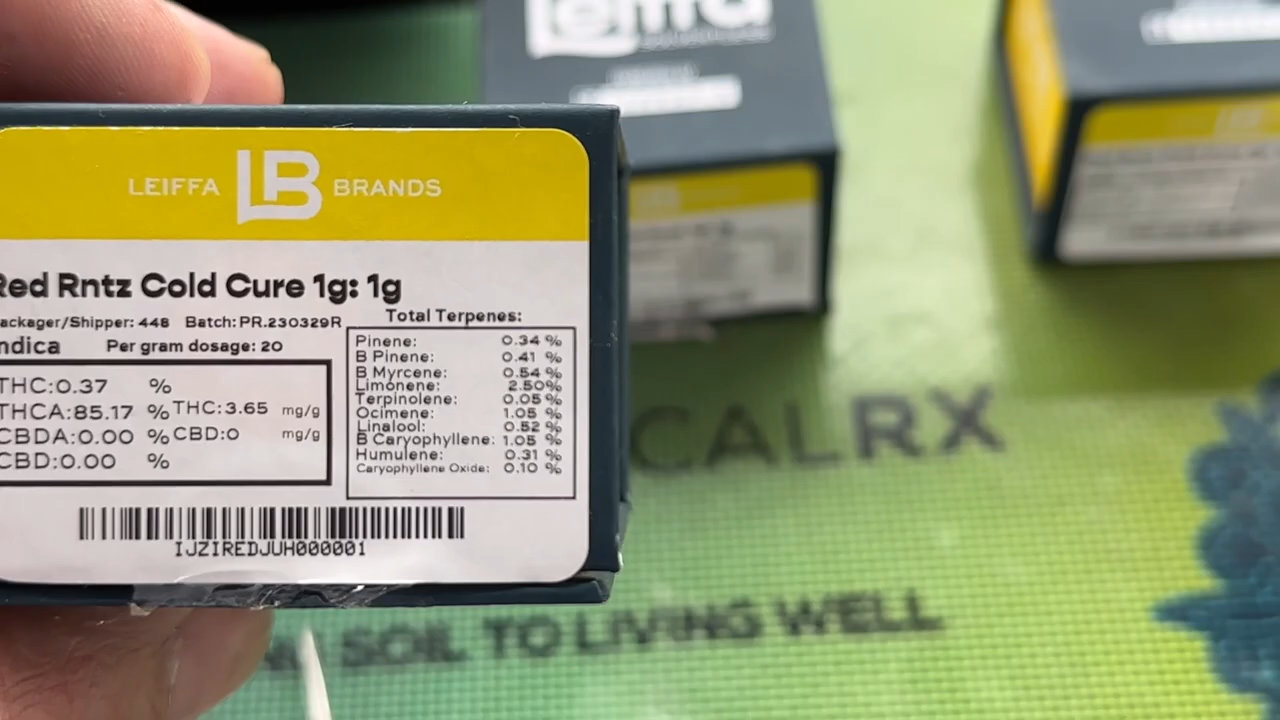 Leiffa
LEIFFA LB BRANDS
Red Rntz Cold Cure 1g: 1g
ackager/Shipper: 448 Batch: PR.230329R
ndica Per gram dosage: 20
THC:0.37 %
THCA:85.17 % THC:3.65 mg/g
CBDA:0.00 % CBD:0 mg/g
CBD:0.00 %
Total Terpenes:
Pinene: 0.34 %
B Pinene: 0.41 %
B Myrcene: 0.54 %
Limonene: 2.50%
Terpinolene: 0.05 %
Ocimene: 1.05 %
Linalool: 0.52 %
B Caryophyllene: 1.05 %
Humulene: 0.31 %
Caryophyllene Oxide: 0.10 %
IJZIREDJUH000001
CALRX
SOIL TO LIVING WELL